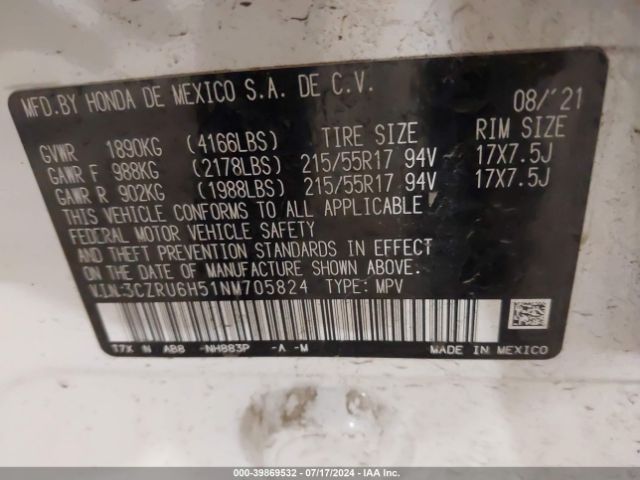 MFD.BY HONDA DE MEXICO S.A. DE C.V. 08/'21
GVWR 1890KG (4166LBS) TIRE SIZE RIM SIZE
GAWR F 988KG (2178LBS) 215/55R17 94V 17X7.5J
GAWR R 902KG (1988LBS) 215/55R17 94V 17X7.5J
THIS VEHICLE CONFORMS TO ALL APPLICABLE
FEDERAL MOTOR VEHICLE SAFETY
AND THEFT PREVENTION STANDARDS IN EFFECT
ON THE DATE OF MANUFACTURE SHOWN ABOVE.
V.I.N:3CZRU6H51NM705824 TYPE: MPV
T7X N AB8 -NH883P -A -M MADE IN MEXICO
000-39869532 - 07/17/2024 - IAA Inc.